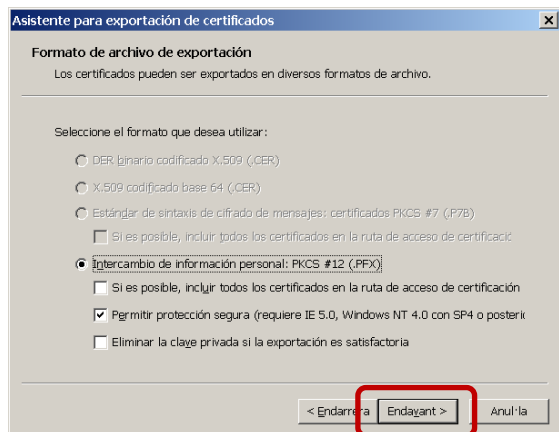 Asistente para exportación de certificados
Formato de archivo de exportación
Los certificados pueden ser exportados en diversos formatos de archivo.
Seleccione el formato que desea utilizar:
DER binario codificado X.509 (.CER)
X.509 codificado base 64 (.CER)
Estándar de sintaxis de cifrado de mensajes: certificados PKCS #7 (.P7B)
Si es posible, incluir todos los certificados en la ruta de acceso de certificació
Intercambio de información personal: PKCS #12 (.PFX)
Si es posible, incluir todos los certificados en la ruta de acceso de certificación
Permitir protección segura (requiere IE 5.0, Windows NT 4.0 con SP4 o posterio
Eliminar la clave privada si la exportación es satisfactoria
< Endarrera Endavant > Anul·la